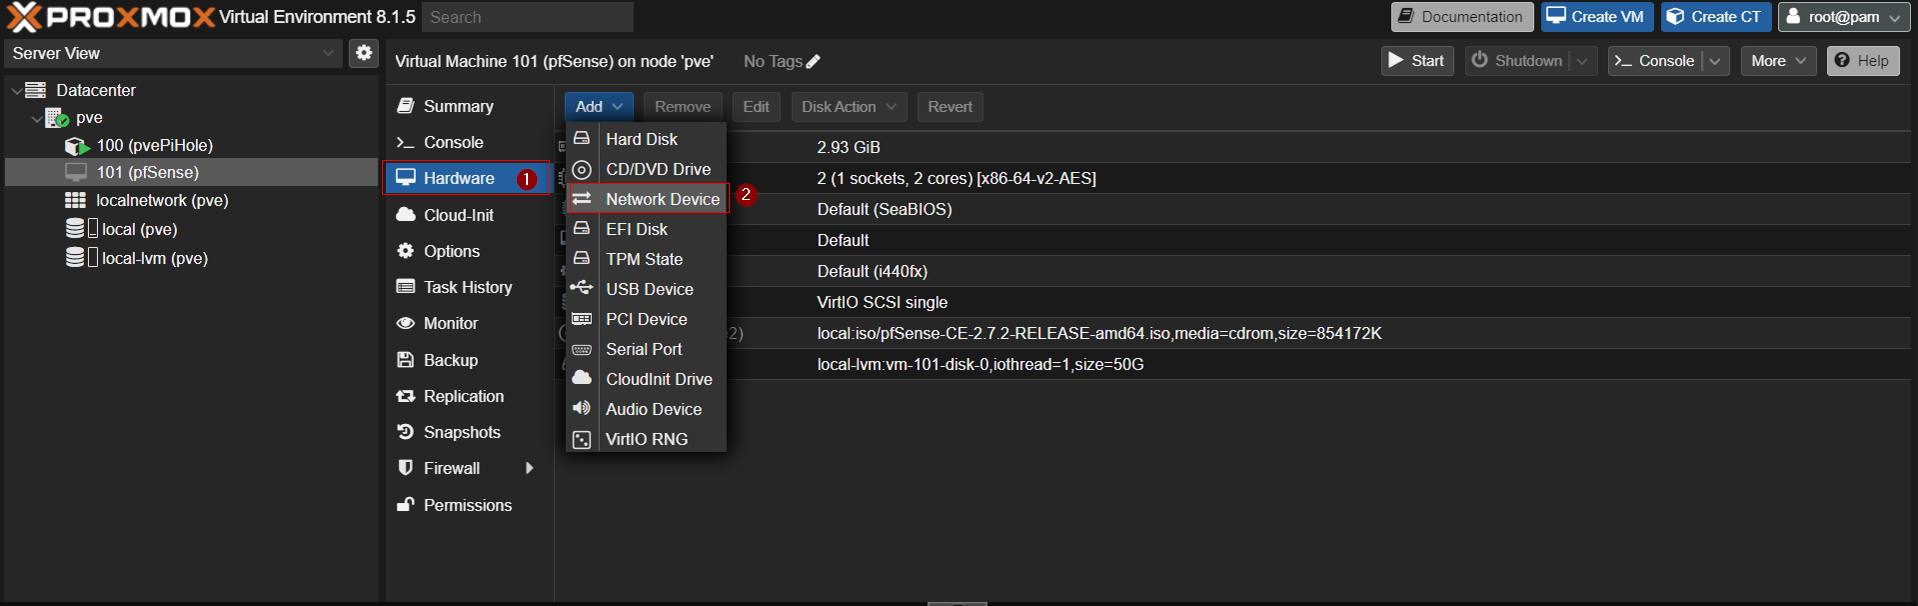 PROXMOX Virtual Environment 8.1.5 Search Documentation Create VM Create CT root@pam
Server View
Datacenter
pve
100 (pvePiHole)
101 (pfSense)
localnetwork (pve)
local (pve)
local-lvm (pve)
Virtual Machine 101 (pfSense) on node 'pve' No Tags Start Shutdown Console More Help
Summary
Console
Hardware 1
Cloud-Init
Options
Task History
Monitor
Backup
Replication
Snapshots
Firewall
Permissions
Add Remove Edit Disk Action Revert
Hard Disk
CD/DVD Drive
Network Device 2
EFI Disk
TPM State
USB Device
PCI Device
Serial Port
CloudInit Drive
Audio Device
VirtIO RNG
2.93 GiB
2 (1 sockets, 2 cores) [x86-64-v2-AES]
Default (SeaBIOS)
Default
Default (i440fx)
VirtIO SCSI single
2) local:iso/pfSense-CE-2.7.2-RELEASE-amd64.iso,media=cdrom,size=854172K
local-lvm:vm-101-disk-0,iothread=1,size=50G